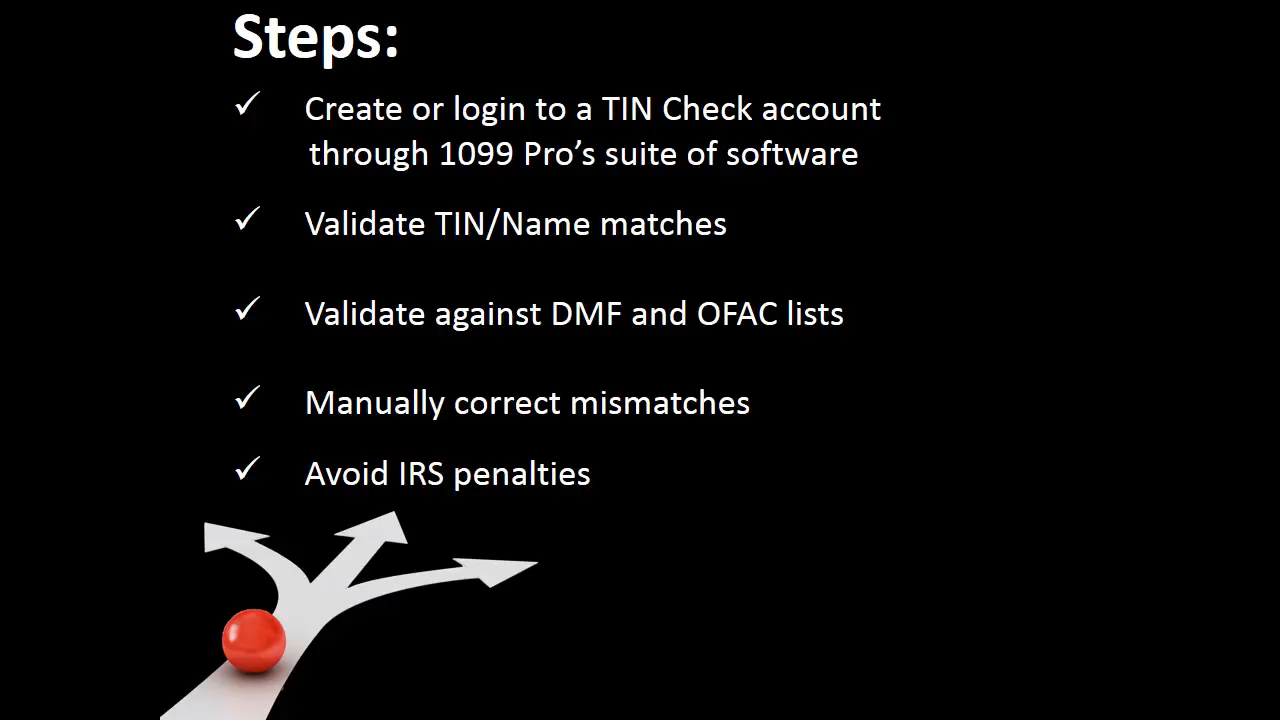 Steps:
✓ Create or login to a TIN Check account
through 1099 Pro’s suite of software
✓ Validate TIN/Name matches
✓ Validate against DMF and OFAC lists
✓ Manually correct mismatches
✓ Avoid IRS penalties